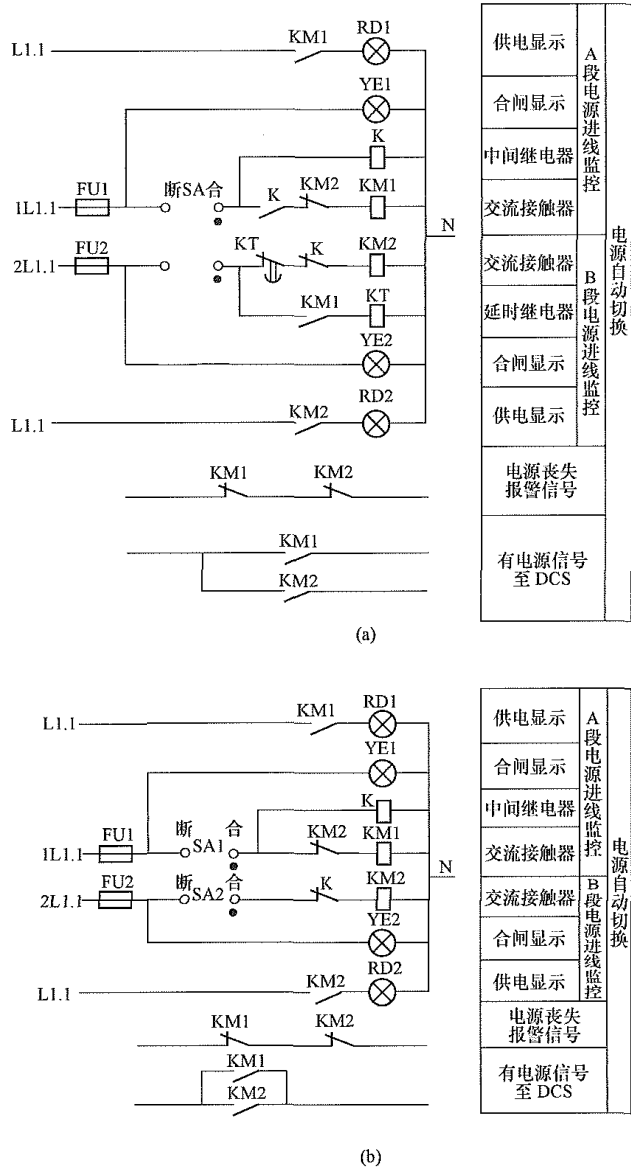 L1.1 KM1 RD1 供电显示
YE1 合闸显示
K 中间继电器
1L1.1 FU1 断SA合 K KM2 KM1 交流接触器
A段电源进线监控
N
2L1.1 FU2 KT K KM2 交流接触器
KM1 KT 延时继电器
YE2 合闸显示
L1.1 KM2 RD2 供电显示
B段电源进线监控
KM1 KM2 电源丧失
报警信号
KM1 有电源信号
KM2 至 DCS
电源自动切换
(a)
L1.1 KM1 RD1 供电显示
YE1 合闸显示
K 中间继电器
1L1.1 FU1 断 SA1 合 KM2 KM1 交流接触器
A段电源进线监控
N
2L1.1 FU2 断 SA2 合 K KM2 交流接触器
YE2 合闸显示
L1.1 KM2 RD2 供电显示
B段电源进线监控
KM1 KM2 电源丧失
报警信号
KM1 有电源信号
KM2 至 DCS
电源自动切换
(b)